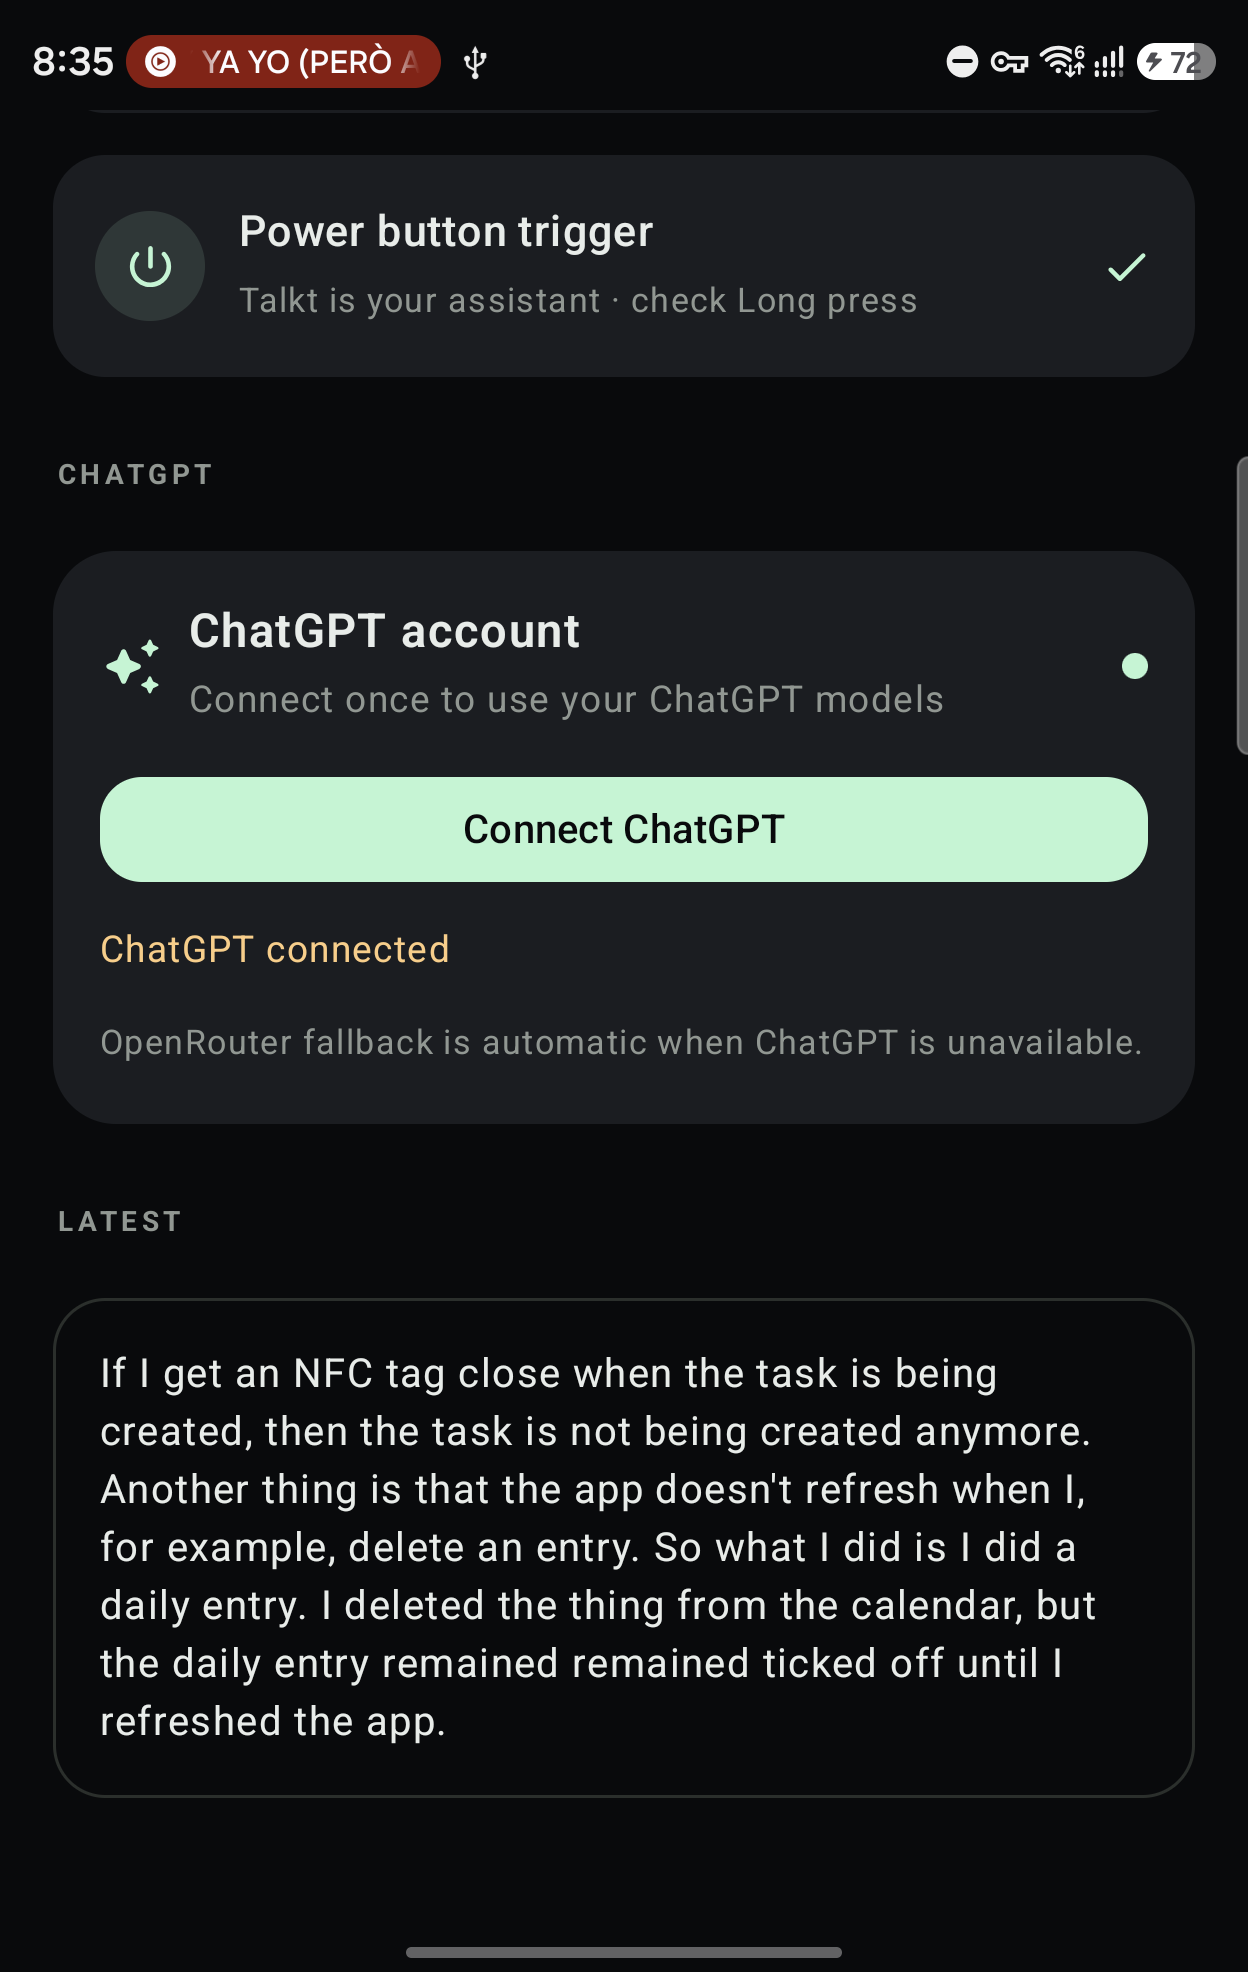 8:35 YA YO (PERÒ A 6 72
Power button trigger
Talkt is your assistant · check Long press
CHATGPT
ChatGPT account
Connect once to use your ChatGPT models
Connect ChatGPT
ChatGPT connected
OpenRouter fallback is automatic when ChatGPT is unavailable.
LATEST
If I get an NFC tag close when the task is being
created, then the task is not being created anymore.
Another thing is that the app doesn't refresh when I,
for example, delete an entry. So what I did is I did a
daily entry. I deleted the thing from the calendar, but
the daily entry remained remained ticked off until I
refreshed the app.